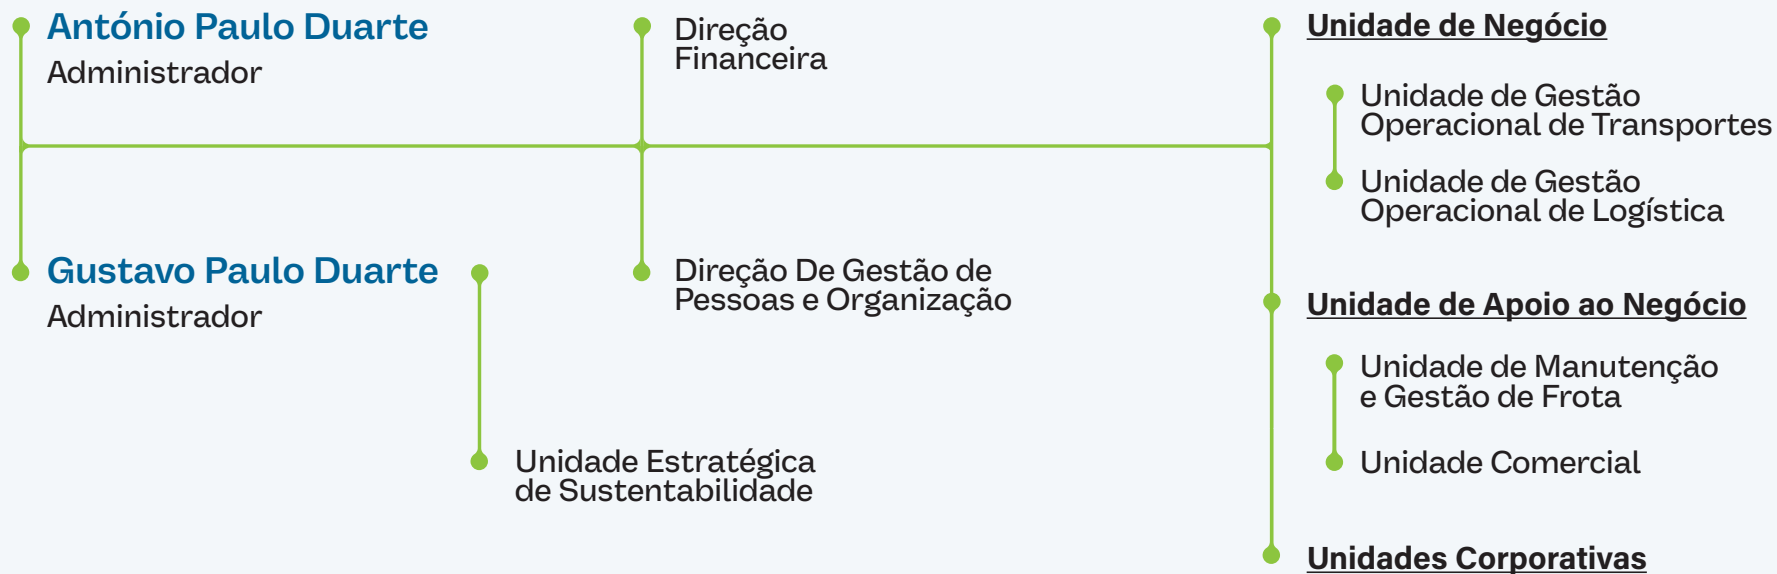 António Paulo Duarte
Administrador
Gustavo Paulo Duarte
Administrador
Unidade Estratégica
de Sustentabilidade
Direção
Financeira
Direção De Gestão de
Pessoas e Organização
Unidade de Negócio
Unidade de Gestão
Operacional de Transportes
Unidade de Gestão
Operacional de Logística
Unidade de Apoio ao Negócio
Unidade de Manutenção
e Gestão de Frota
Unidade Comercial
Unidades Corporativas